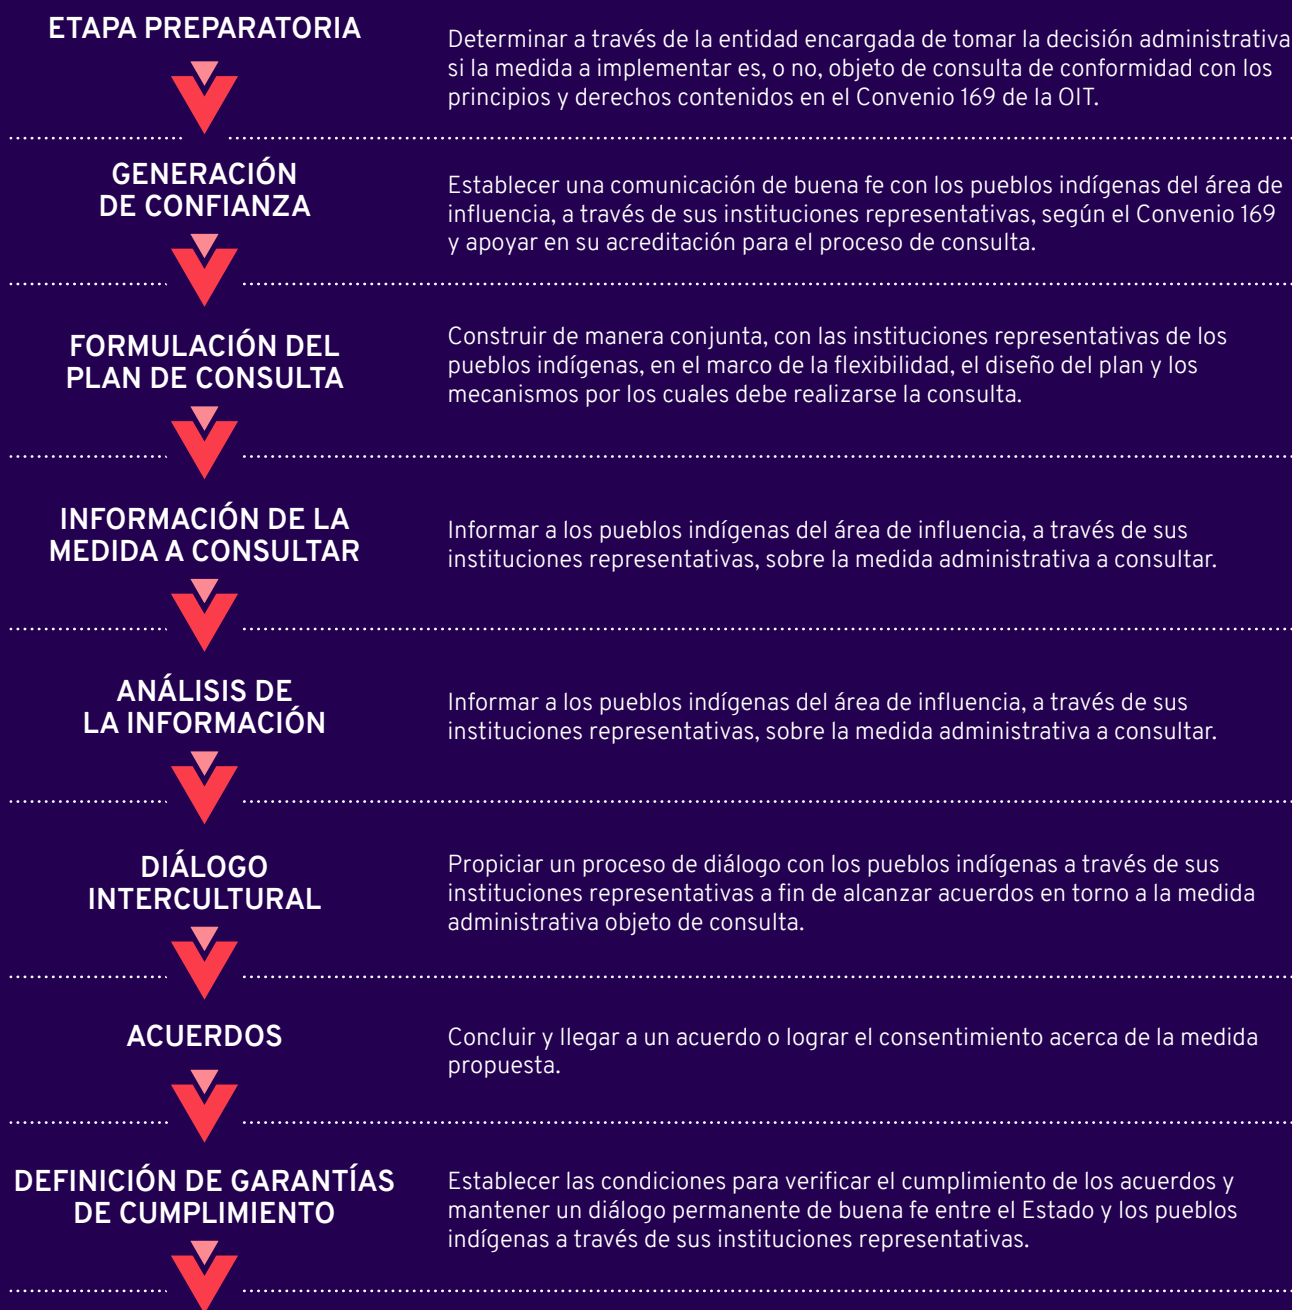 ETAPA PREPARATORIA
Determinar a través de la entidad encargada de tomar la decisión administrativa
si la medida a implementar es, o no, objeto de consulta de conformidad con los
principios y derechos contenidos en el Convenio 169 de la OIT.
GENERACIÓN
DE CONFIANZA
Establecer una comunicación de buena fe con los pueblos indígenas del área de
influencia, a través de sus instituciones representativas, según el Convenio 169
y apoyar en su acreditación para el proceso de consulta.
FORMULACIÓN DEL
PLAN DE CONSULTA
Construir de manera conjunta, con las instituciones representativas de los
pueblos indígenas, en el marco de la flexibilidad, el diseño del plan y los
mecanismos por los cuales debe realizarse la consulta.
INFORMACIÓN DE LA
MEDIDA A CONSULTAR
Informar a los pueblos indígenas del área de influencia, a través de sus
instituciones representativas, sobre la medida administrativa a consultar.
ANÁLISIS DE
LA INFORMACIÓN
Informar a los pueblos indígenas del área de influencia, a través de sus
instituciones representativas, sobre la medida administrativa a consultar.
DIÁLOGO
INTERCULTURAL
Propiciar un proceso de diálogo con los pueblos indígenas a través de sus
instituciones representativas a fin de alcanzar acuerdos en torno a la medida
administrativa objeto de consulta.
ACUERDOS
Concluir y llegar a un acuerdo o lograr el consentimiento acerca de la medida
propuesta.
DEFINICIÓN DE GARANTÍAS
DE CUMPLIMIENTO
Establecer las condiciones para verificar el cumplimiento de los acuerdos y
mantener un diálogo permanente de buena fe entre el Estado y los pueblos
indígenas a través de sus instituciones representativas.